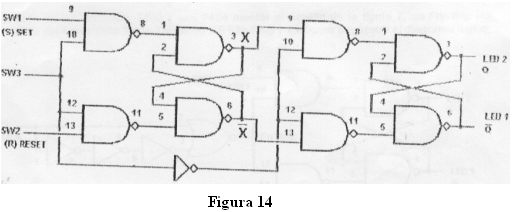 SW1
(S) SET
SW3
SW2
(R) RESET
9
10
8
1
2
3
X
12
13
11
4
5
6
X̅
9
10
8
1
2
3
12
13
11
4
5
6
LED 2
Q
LED 1
Q̅
Figura 14